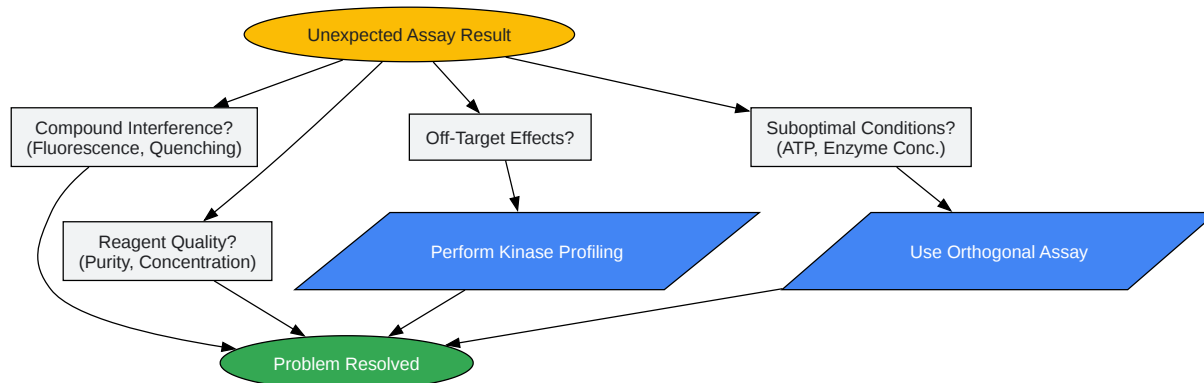 Unexpected Assay Result
Compound Interference?
(Fluorescence, Quenching)
Off-Target Effects?
Suboptimal Conditions?
(ATP, Enzyme Conc.)
Reagent Quality?
(Purity, Concentration)
Perform Kinase Profiling
Use Orthogonal Assay
Problem Resolved